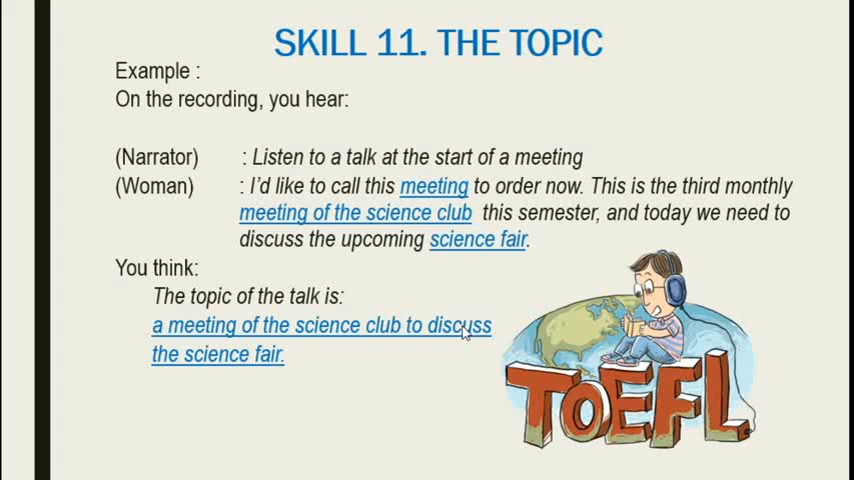 SKILL 11. THE TOPIC
Example :
On the recording, you hear:
(Narrator) : Listen to a talk at the start of a meeting
(Woman) : I'd like to call this meeting to order now. This is the third monthly
meeting of the science club this semester, and today we need to
discuss the upcoming science fair.
You think:
The topic of the talk is:
a meeting of the science club to discuss
the science fair.
TOEFL